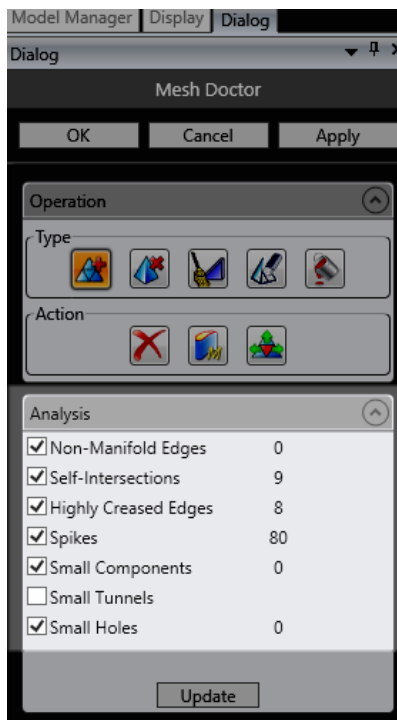 Model Manager Display Dialog
Dialog
Mesh Doctor
OK Cancel Apply
Operation
Type
Action
Analysis
Non-Manifold Edges 0
Self-Intersections 9
Highly Creased Edges 8
Spikes 80
Small Components 0
Small Tunnels
Small Holes 0
Update